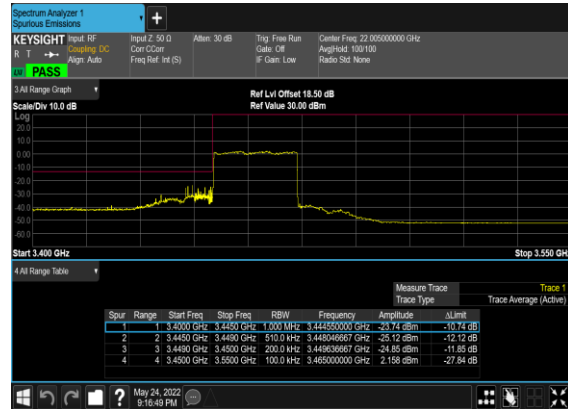 Spectrum Analyzer 1
Spurious Emissions
+
KEYSIGHT Input: RF Input Z: 50 Ω Atten: 30 dB Trig: Free Run Center Freq: 22.005000000 GHz
R T Coupling: DC Corr CCorr Gate: Off Avg|Hold: 100/100
Align: Auto Freq Ref: Int (S) IF Gain: Low Radio Std: None
PASS
3 All Range Graph
Ref Lvl Offset 18.50 dB
Scale/Div 10.0 dB Ref Value 30.00 dBm
Log
20.0
10.0
0.00
-10.0
-20.0
-30.0
-40.0
-50.0
-60.0
Start 3.400 GHz Stop 3.550 GHz
4 All Range Table
Measure Trace Trace 1
Trace Type Trace Average (Active)
Spur Range Start Freq Stop Freq RBW Frequency Amplitude ΔLimit
1 1 3.4000 GHz 3.4450 GHz 1.000 MHz 3.444550000 GHz -23.74 dBm -10.74 dB
2 2 3.4450 GHz 3.4490 GHz 510.0 kHz 3.448046667 GHz -25.12 dBm -12.12 dB
3 3 3.4490 GHz 3.4500 GHz 200.0 kHz 3.449636667 GHz -24.85 dBm -11.85 dB
4 4 3.4500 GHz 3.5500 GHz 100.0 kHz 3.465000000 GHz 2.158 dBm -27.84 dB
? May 24, 2022
9:16:49 PM